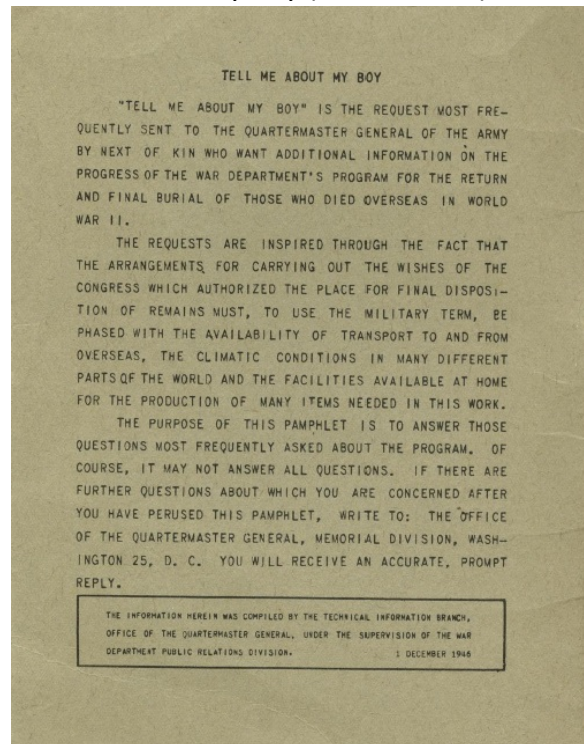 TELL ME ABOUT MY BOY
"TELL ME ABOUT MY BOY" IS THE REQUEST MOST FRE-
QUENTLY SENT TO THE QUARTERMASTER GENERAL OF THE ARMY
BY NEXT OF KIN WHO WANT ADDITIONAL INFORMATION ON THE
PROGRESS OF THE WAR DEPARTMENT'S PROGRAM FOR THE RETURN
AND FINAL BURIAL OF THOSE WHO DIED OVERSEAS IN WORLD
WAR II.
THE REQUESTS ARE INSPIRED THROUGH THE FACT THAT
THE ARRANGEMENTS FOR CARRYING OUT THE WISHES OF THE
CONGRESS WHICH AUTHORIZED THE PLACE FOR FINAL DISPOSI-
TION OF REMAINS MUST, TO USE THE MILITARY TERM, BE
PHASED WITH THE AVAILABILITY OF TRANSPORT TO AND FROM
OVERSEAS, THE CLIMATIC CONDITIONS IN MANY DIFFERENT
PARTS OF THE WORLD AND THE FACILITIES AVAILABLE AT HOME
FOR THE PRODUCTION OF MANY ITEMS NEEDED IN THIS WORK.
THE PURPOSE OF THIS PAMPHLET IS TO ANSWER THOSE
QUESTIONS MOST FREQUENTLY ASKED ABOUT THE PROGRAM. OF
COURSE, IT MAY NOT ANSWER ALL QUESTIONS. IF THERE ARE
FURTHER QUESTIONS ABOUT WHICH YOU ARE CONCERNED AFTER
YOU HAVE PERUSED THIS PAMPHLET, WRITE TO: THE OFFICE
OF THE QUARTERMASTER GENERAL, MEMORIAL DIVISION, WASH-
INGTON 25, D. C. YOU WILL RECEIVE AN ACCURATE, PROMPT
REPLY.
THE INFORMATION HEREIN WAS COMPILED BY THE TECHNICAL INFORMATION BRANCH,
OFFICE OF THE QUARTERMASTER GENERAL, UNDER THE SUPERVISION OF THE WAR
DEPARTMENT PUBLIC RELATIONS DIVISION. 1 DECEMBER 1946